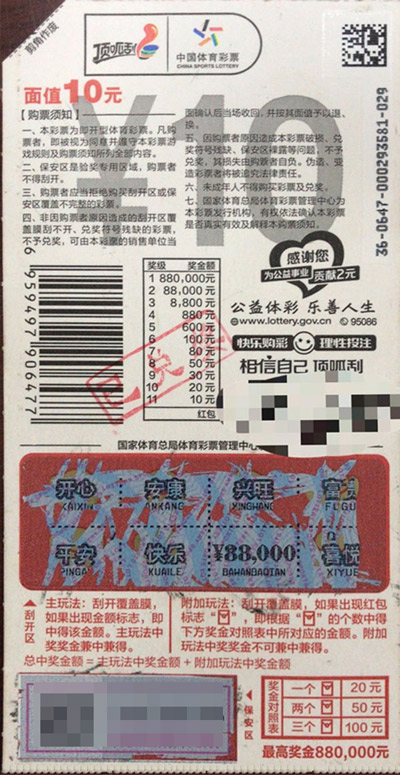 剪角作废
顶呱刮
中国体育彩票
CHINA SPORTS LOTTERY
面值10元
¥10
【购票须知】
一、本彩票为即开型体育彩票。凡购
票者，即被视为同意并遵守本彩票游
戏规则及购票须知所列全部内容。
二、保安区是验奖专用区域，购票者
不得刮开。
三、购票者应当拒绝购买刮开区或保
安区覆盖不完整的彩票。
四、非因购票者原因造成的刮开区覆
盖膜刮不开、兑奖符号残缺的彩票，
不予兑奖，可由本彩票的销售单位当
面确认后当场收回，并按其面值予以退、
换。
五、因购票者原因造成本彩票破损、兑
奖符号残缺、保安区裸露等问题，不予
兑奖，其损失由购票者自负。伪造、变
造彩票者将被追究法律责任。
六、未成年人不得购买彩票及兑奖。
七、国家体育总局体育彩票管理中心为
本彩票发行机构，有权依法确认本彩票
是否真实有效及解释本购票须知。
36-0647-000293681-029
感谢您
为公益事业 贡献2元
公益体彩 乐善人生
www.lottery.gov.cn 95086
快乐购彩 理性投注
相信自己 顶呱刮
6 959497 906477
奖级 奖金额
1 880,000元
2 88,000元
3 8,800元
4 880元
5 600元
6 100元
7 80元
8 50元
9 30元
10 20元
11 10元
红包
已兑奖
国家体育总局体育彩票管理中心
开心 安康 兴旺 富贵
KAIXIN ANKANG XINGWANG FUGU
平安 快乐 ¥88,000 喜悦
PINGAN KUAILE BAWANBAQIAN XIYUE
刮开区
主玩法：刮开覆盖膜，
如果出现金额标志，即
中得该金额。主玩法中
奖奖金兼中兼得。
附加玩法：刮开覆盖膜，如果出现红包
标志“ ”，即根据“ ”的个数中得
下方奖金对照表中所对应的金额。附加
玩法中奖奖金不可兼中兼得。
总中奖金额＝主玩法中奖金额＋附加玩法中奖金额
保安区
奖金对照表
一个 20元
两个 50元
三个 100元
最高奖金880,000元